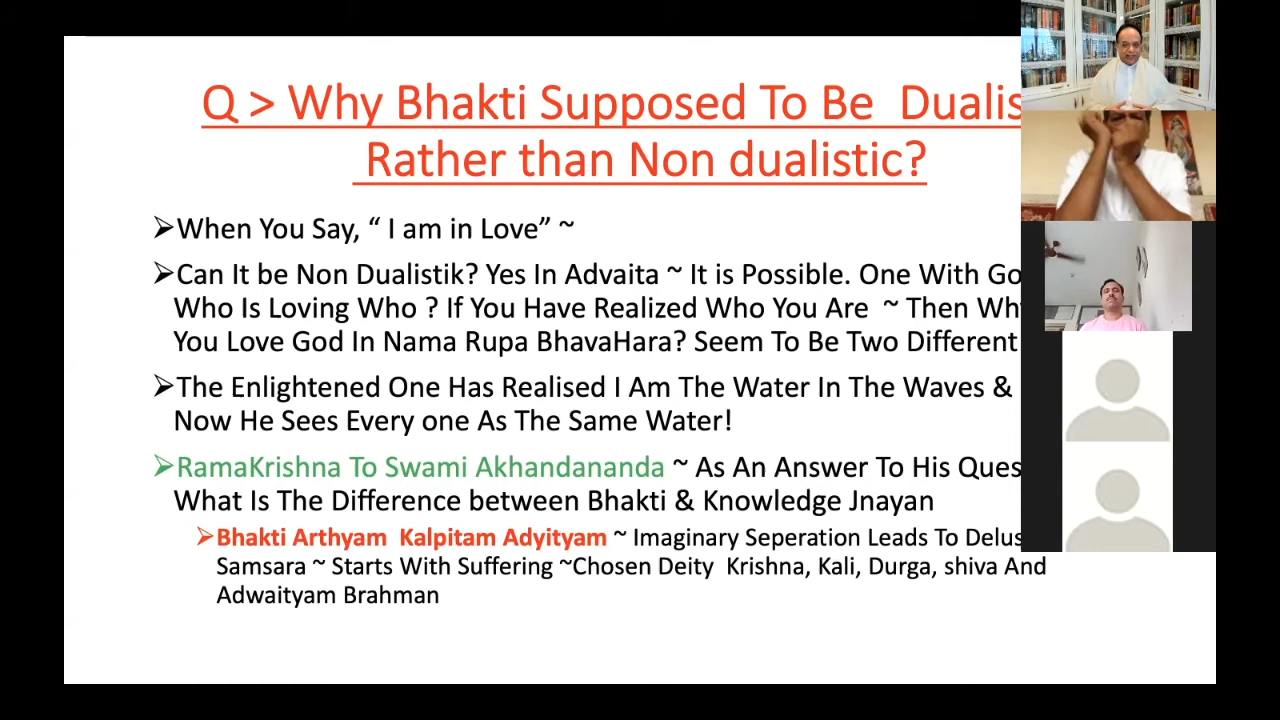 Q > Why Bhakti Supposed To Be Dualis
Rather than Non dualistic?
➢When You Say, “ I am in Love” ~
➢Can It be Non Dualistik? Yes In Advaita ~ It is Possible. One With Go
Who Is Loving Who ? If You Have Realized Who You Are ~ Then Wh
You Love God In Nama Rupa BhavaHara? Seem To Be Two Different
➢The Enlightened One Has Realised I Am The Water In The Waves &
Now He Sees Every one As The Same Water!
➢RamaKrishna To Swami Akhandananda ~ As An Answer To His Ques
What Is The Difference between Bhakti & Knowledge Jnayan
➢Bhakti Arthyam Kalpitam Adyityam ~ Imaginary Seperation Leads To Delus
Samsara ~ Starts With Suffering ~Chosen Deity Krishna, Kali, Durga, shiva And
Adwaityam Brahman